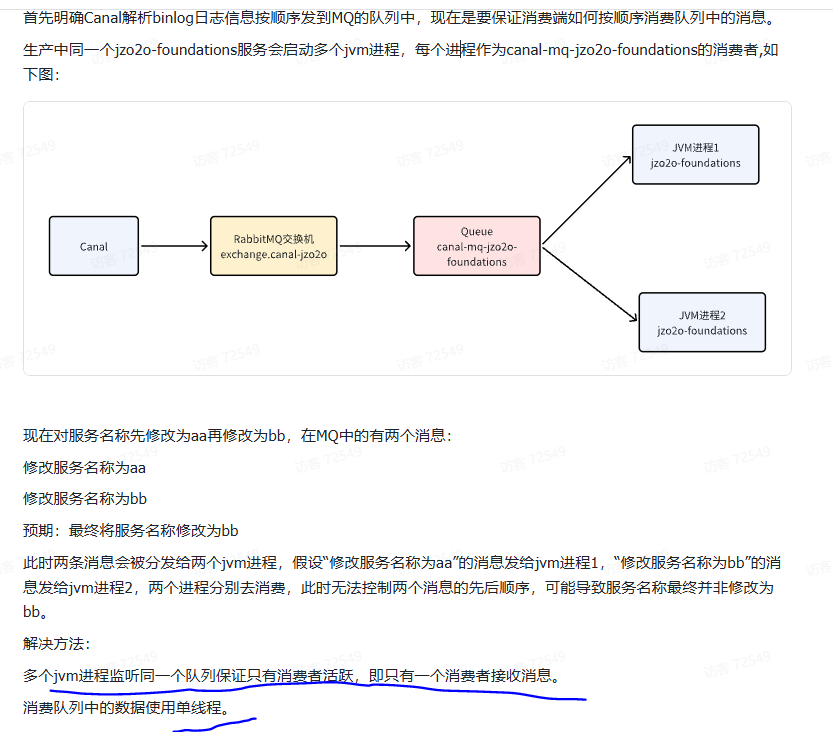 首先明确Canal解析binlog日志信息按顺序发到MQ的队列中，现在是要保证消费端如何按顺序消费队列中的消息。
生产中同一个jzo2o-foundations服务会启动多个jvm进程，每个进程作为canal-mq-jzo2o-foundations的消费者,如
下图：
JVM进程1
jzo2o-foundations
Canal
RabbitMQ交换机
exchange.canal-jzo2o
Queue
canal-mq-jzo2o-
foundations
JVM进程2
jzo2o-foundations
现在对服务名称先修改为aa再修改为bb，在MQ中的有两个消息：
修改服务名称为aa
修改服务名称为bb
预期：最终将服务名称修改为bb
此时两条消息会被分发给两个jvm进程，假设“修改服务名称为aa”的消息发给jvm进程1，“修改服务名称为bb”的消
息发给jvm进程2，两个进程分别去消费，此时无法控制两个消息的先后顺序，可能导致服务名称最终并非修改为
bb。
解决方法：
多个jvm进程监听同一个队列保证只有消费者活跃，即只有一个消费者接收消息。
消费队列中的数据使用单线程。
访客 72549